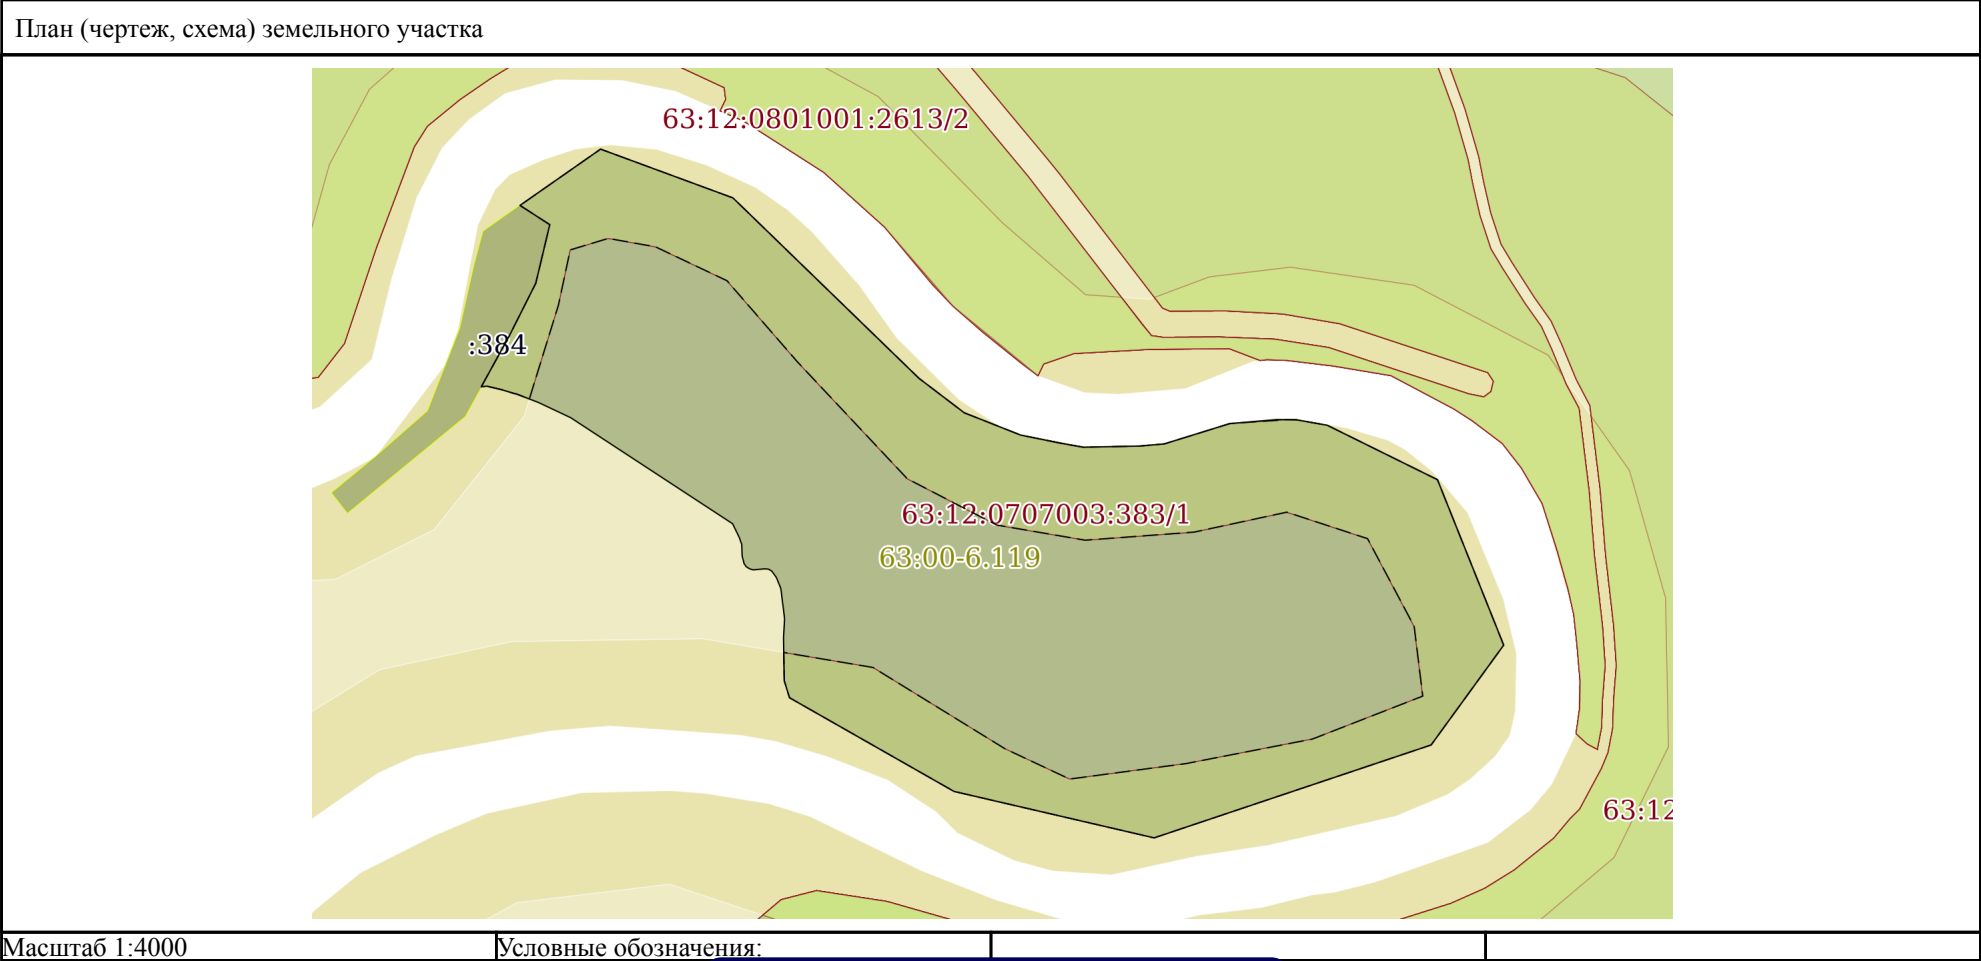 План (чертеж, схема) земельного участка
63:12:0801001:2613/2
:384
63:12:0707003:383/1
63:00-6.119
63:12
Масштаб 1:4000
Условные обозначения: